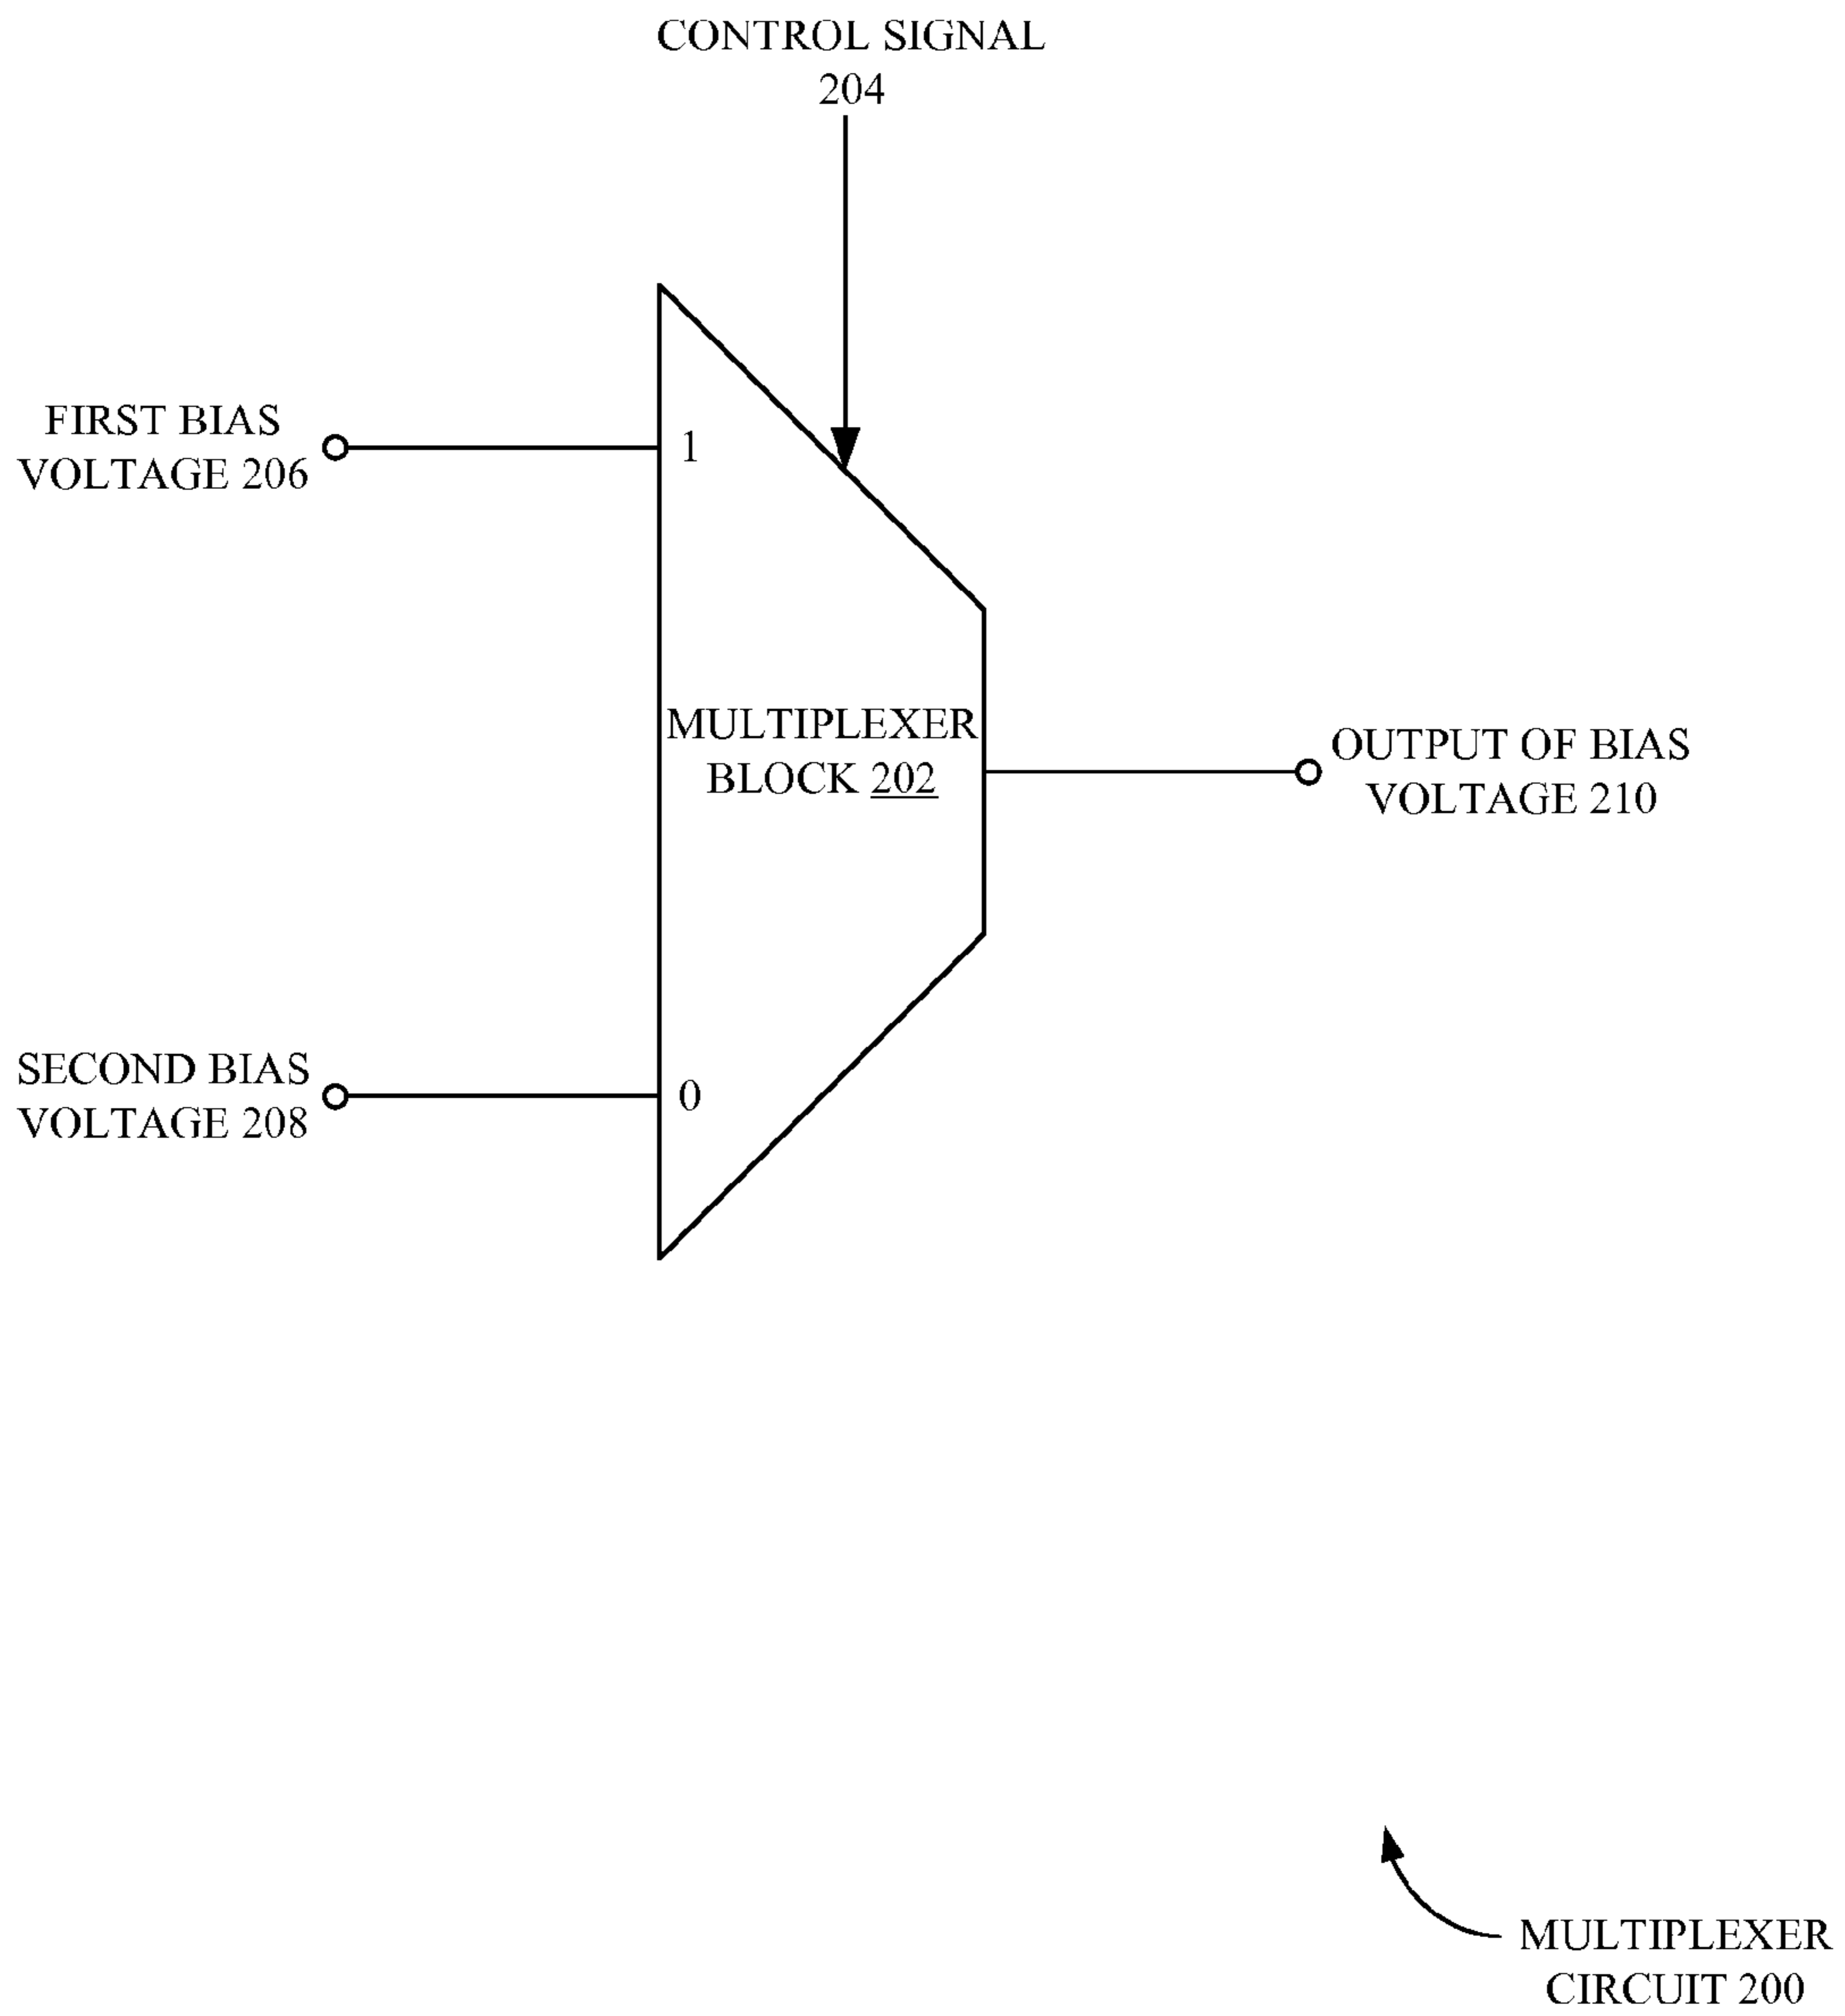 CONTROL SIGNAL
204
FIRST BIAS
VOLTAGE 206
1
MULTIPLEXER
BLOCK 202
OUTPUT OF BIAS
VOLTAGE 210
SECOND BIAS
VOLTAGE 208
0
MULTIPLEXER
CIRCUIT 200